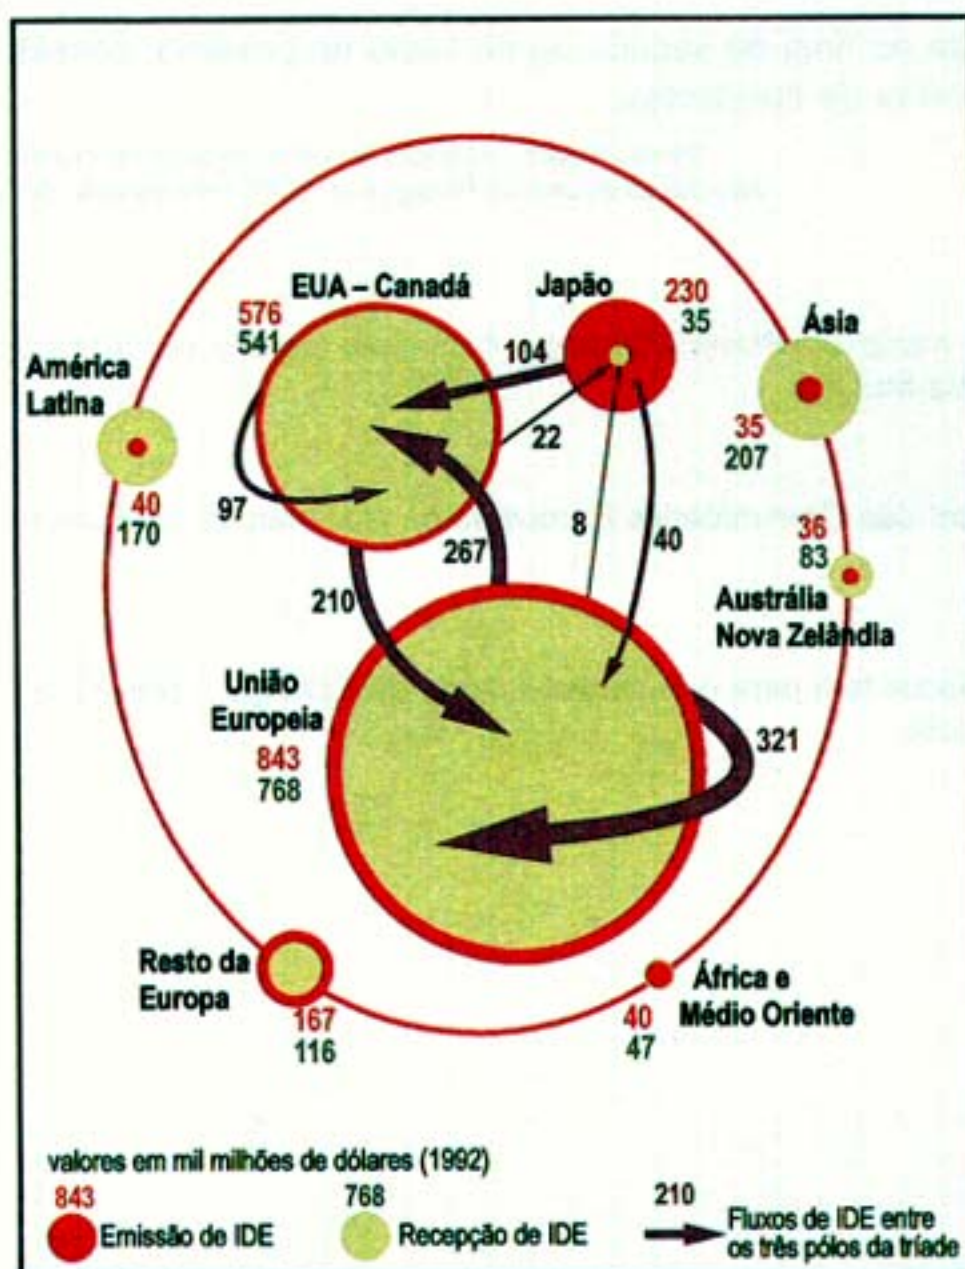 EUA – Canadá
576
541
Japão
230
35
Ásia
35
207
América
Latina
40
170
104
22
97
267
8
40
210
36
83
Austrália
Nova Zelândia
União
Europeia
843
768
321
Resto da
Europa
167
116
África e
Médio Oriente
40
47
valores em mil milhões de dólares (1992)
843
Emissão de IDE
768
Recepção de IDE
210
Fluxos de IDE entre
os três pólos da tríade